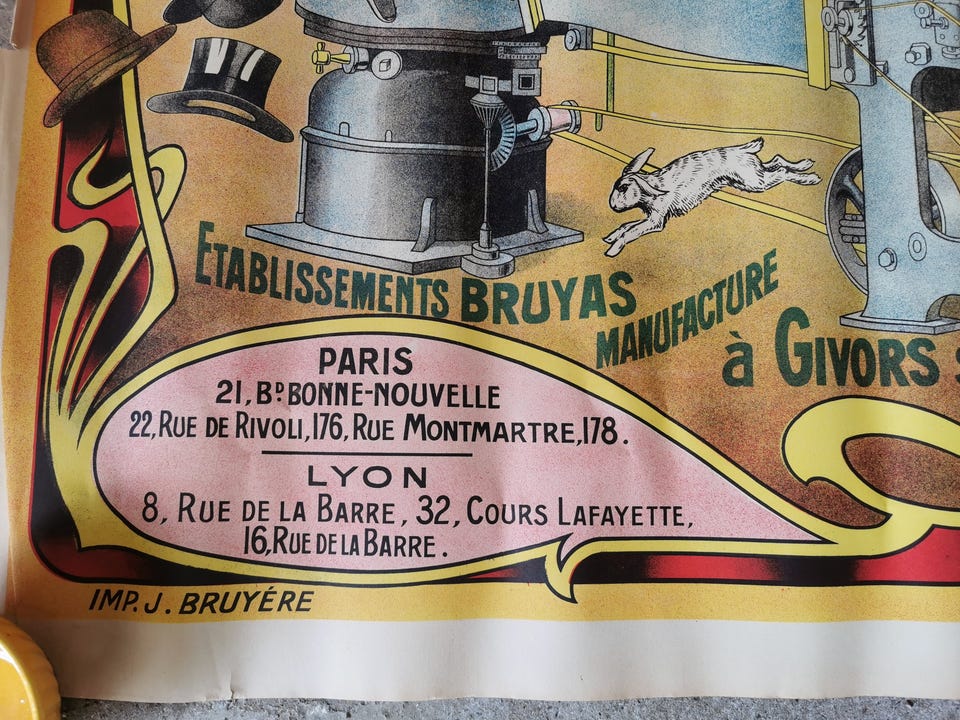 ETABLISSEMENTS BRUYAS
MANUFACTURE
à GIVORS
PARIS
21, BD. BONNE-NOUVELLE
22, RUE DE RIVOLI, 176, RUE MONTMARTRE, 178.
LYON
8, RUE DE LA BARRE, 32, COURS LAFAYETTE,
16, RUE DE LA BARRE.
IMP. J. BRUYÉRE